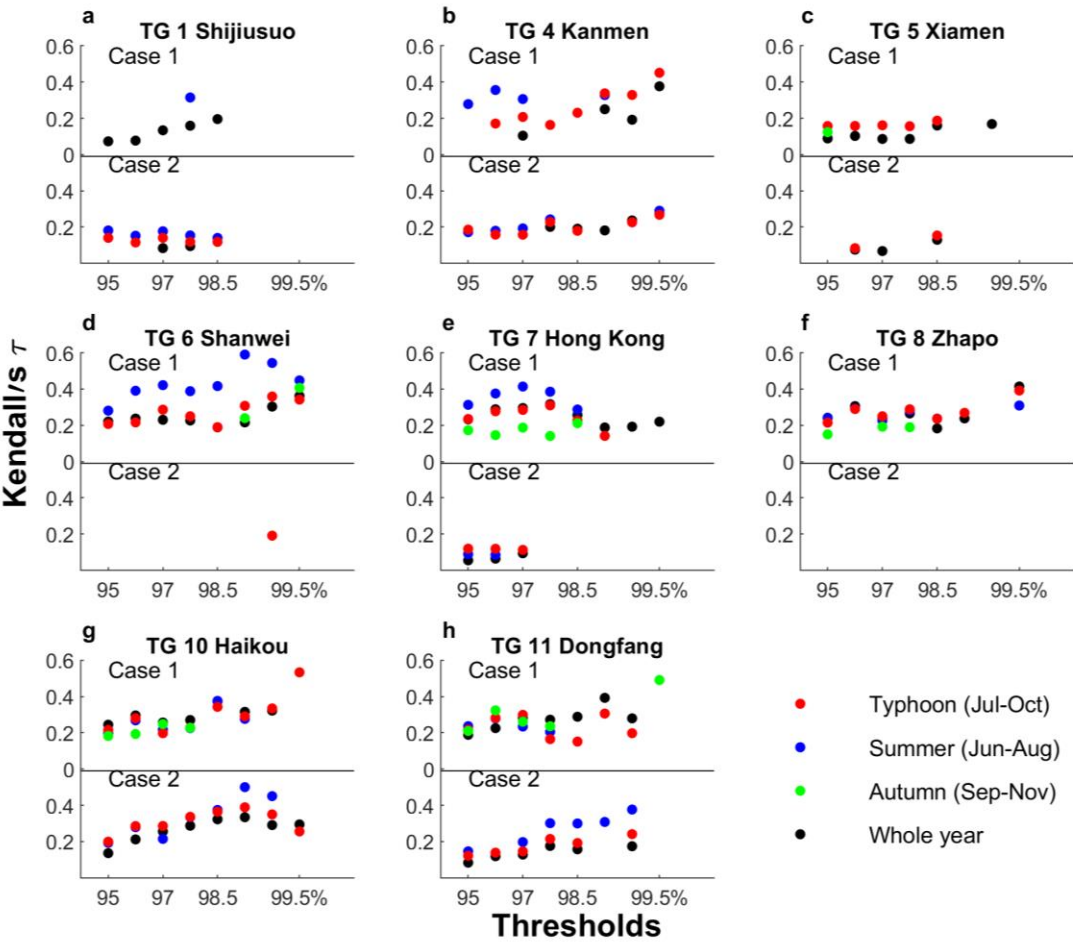 a
TG 1 Shijiusuo
Case 1
0.6
0.4
0.2
0
Case 2
0.4
0.2
95 97 98.5 99.5%
b
TG 4 Kanmen
Case 1
0.6
0.4
0.2
0
Case 2
0.4
0.2
95 97 98.5 99.5%
c
TG 5 Xiamen
Case 1
0.6
0.4
0.2
0
Case 2
0.4
0.2
95 97 98.5 99.5%
Kendall/s τ
d
TG 6 Shanwei
Case 1
0.6
0.4
0.2
0
Case 2
0.4
0.2
95 97 98.5 99.5%
e
TG 7 Hong Kong
Case 1
0.6
0.4
0.2
0
Case 2
0.4
0.2
95 97 98.5 99.5%
f
TG 8 Zhapo
Case 1
0.6
0.4
0.2
0
Case 2
0.4
0.2
95 97 98.5 99.5%
g
TG 10 Haikou
Case 1
0.6
0.4
0.2
0
Case 2
0.4
0.2
95 97 98.5 99.5%
h
TG 11 Dongfang
Case 1
0.6
0.4
0.2
0
Case 2
0.4
0.2
95 97 98.5 99.5%
Typhoon (Jul-Oct)
Summer (Jun-Aug)
Autumn (Sep-Nov)
Whole year
Thresholds